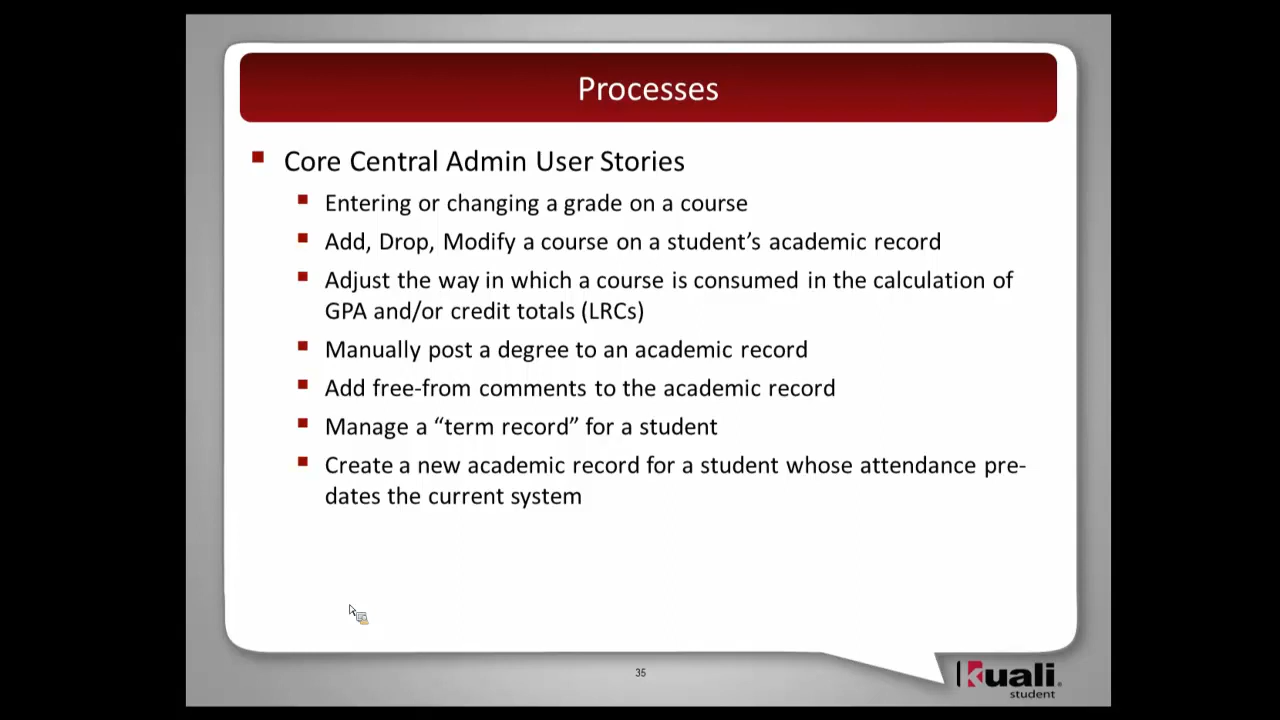 Processes
Core Central Admin User Stories
Entering or changing a grade on a course
Add, Drop, Modify a course on a student’s academic record
Adjust the way in which a course is consumed in the calculation of
GPA and/or credit totals (LRCs)
Manually post a degree to an academic record
Add free-from comments to the academic record
Manage a “term record” for a student
Create a new academic record for a student whose attendance pre-
dates the current system
35
kuali
student